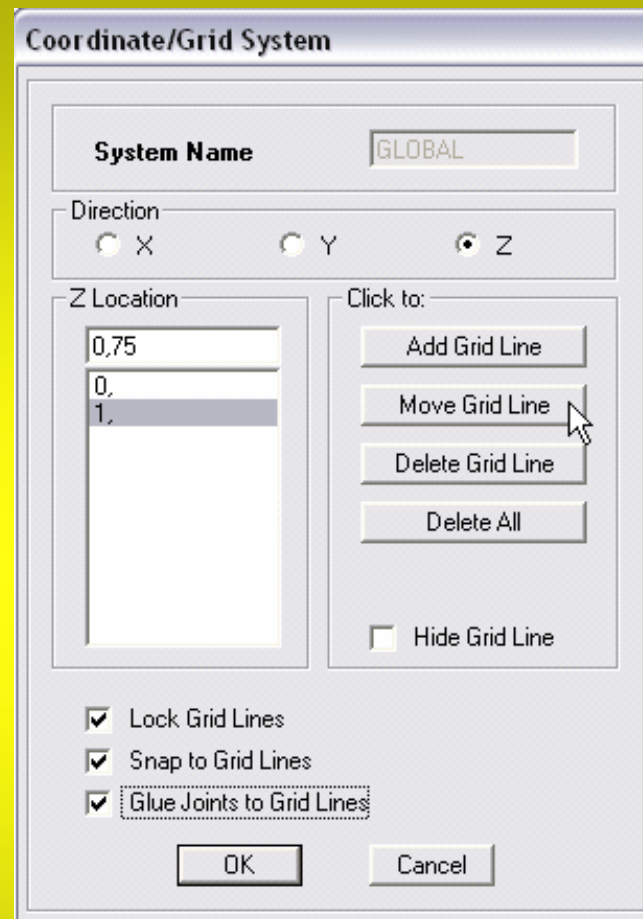 Coordinate/Grid System
System Name
GLOBAL
Direction
X Y Z
Z Location
0,75
0,
1,
Click to:
Add Grid Line
Move Grid Line
Delete Grid Line
Delete All
Hide Grid Line
Lock Grid Lines
Snap to Grid Lines
Glue Joints to Grid Lines
OK Cancel